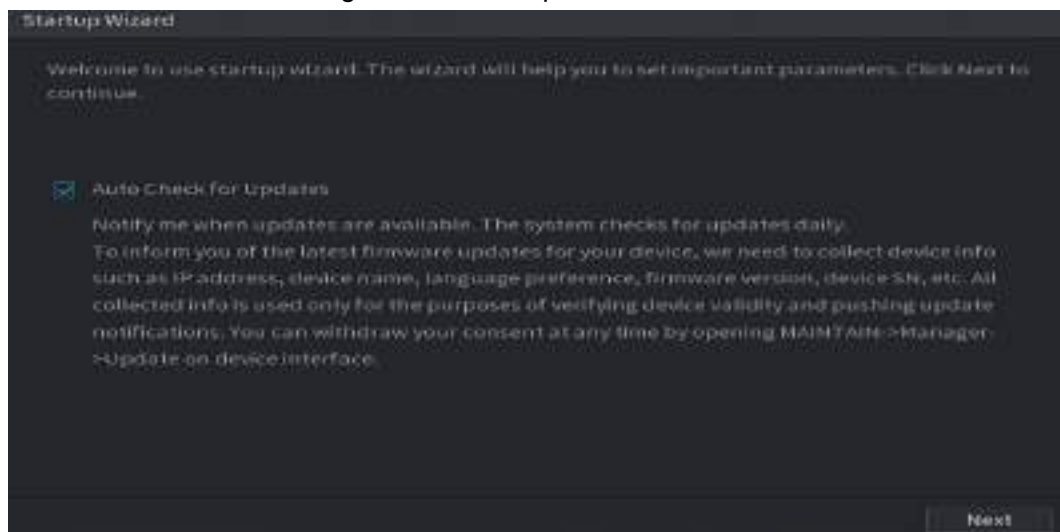 Startup Wizard
Welcome to use startup wizard. The wizard will help you to set important parameters. Click Next to
continue.
Auto Check for Updates
Notify me when updates are available. The system checks for updates daily.
To inform you of the latest firmware updates for your device, we need to collect device info
such as IP address, device name, language preference, firmware version, device SN, etc. All
collected info is used only for the purposes of verifying device validity and pushing update
notifications. You can withdraw your consent at any time by opening MAINTAIN->Manager-
>Update on device interface.
Next